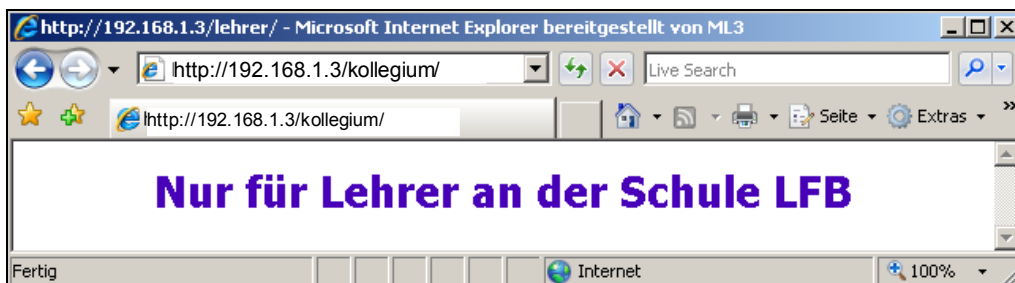 http://192.168.1.3/lehrer/ - Microsoft Internet Explorer bereitgestellt von ML3
http://192.168.1.3/kollegium/ Live Search
http://192.168.1.3/kollegium/ Seite Extras »
Nur für Lehrer an der Schule LFB
Fertig Internet 100%